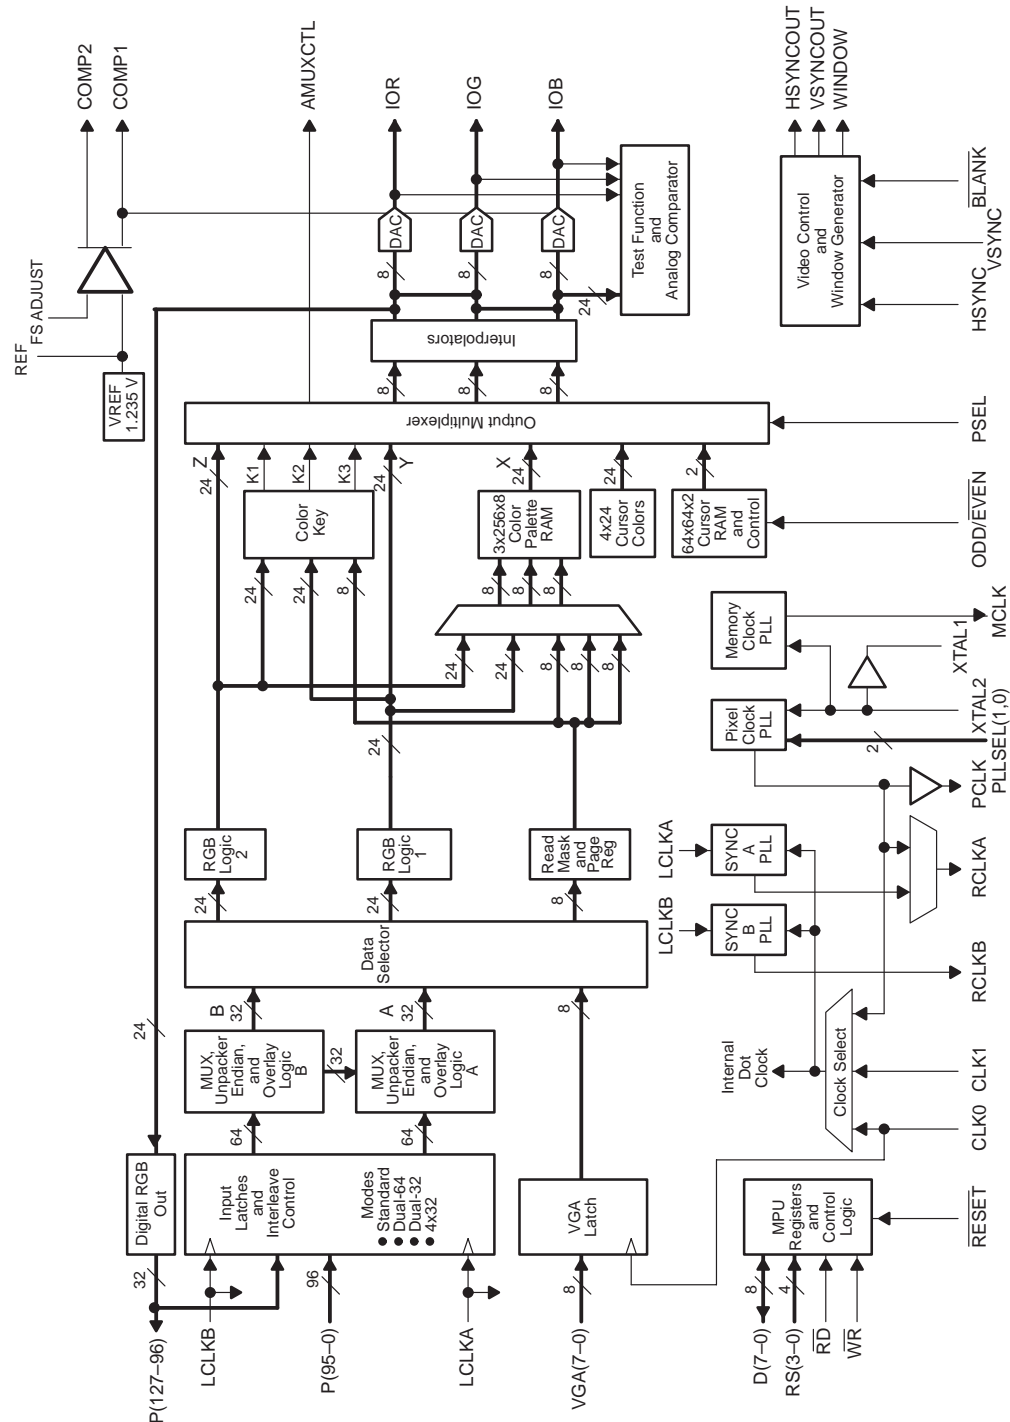 COMP2
COMP1
AMUXCTL
IOR
IOG
IOB
HSYNCOUT
VSYNCOUT
WINDOW
REF
FS ADJUST
VREF
1.235 V
DAC
DAC
DAC
8
8
8
24
Test Function
and
Analog Comparator
Video Control
and
Window Generator
BLANK
VSYNC
HSYNC
Interpolators
8
8
8
Output Multiplexer
PSEL
Z
24
K1
K2
K3
24
Y
X
24
24
2
Color
Key
3x256x8
Color
Palette
RAM
4x24
Cursor
Colors
64x64x2
Cursor
RAM
and
Control
ODD/EVEN
24
24
8
8
8
8
24
24
8
8
8
Memory
Clock
PLL
MCLK
XTAL1
XTAL2
Pixel
Clock
PLL
2
PLLSEL(1,0)
PCLK
24
RGB
Logic
2
RGB
Logic
1
Read
Mask
and
Page
Reg
LCLKA
SYNC
A
PLL
RCLKA
LCLKB
SYNC
B
PLL
RCLKB
24
24
8
Data
Selector
24
B
32
A
32
8
MUX,
Unpacker
Endian,
and
Overlay
Logic
B
32
MUX,
Unpacker
Endian,
and
Overlay
Logic
A
Internal
Dot
Clock
Clock Select
CLK1
CLK0
64
64
Digital RGB
Out
Input
Latches
and
Interleave
Control
Modes
● Standard
● Dual-64
● Dual-32
● 4x32
VGA
Latch
MPU
Registers
and
Control
Logic
RESET
32
96
8
8
4
P(127–96)
LCLKB
P(95–0)
LCLKA
VGA(7–0)
D(7–0)
RS(3–0)
RD
WR